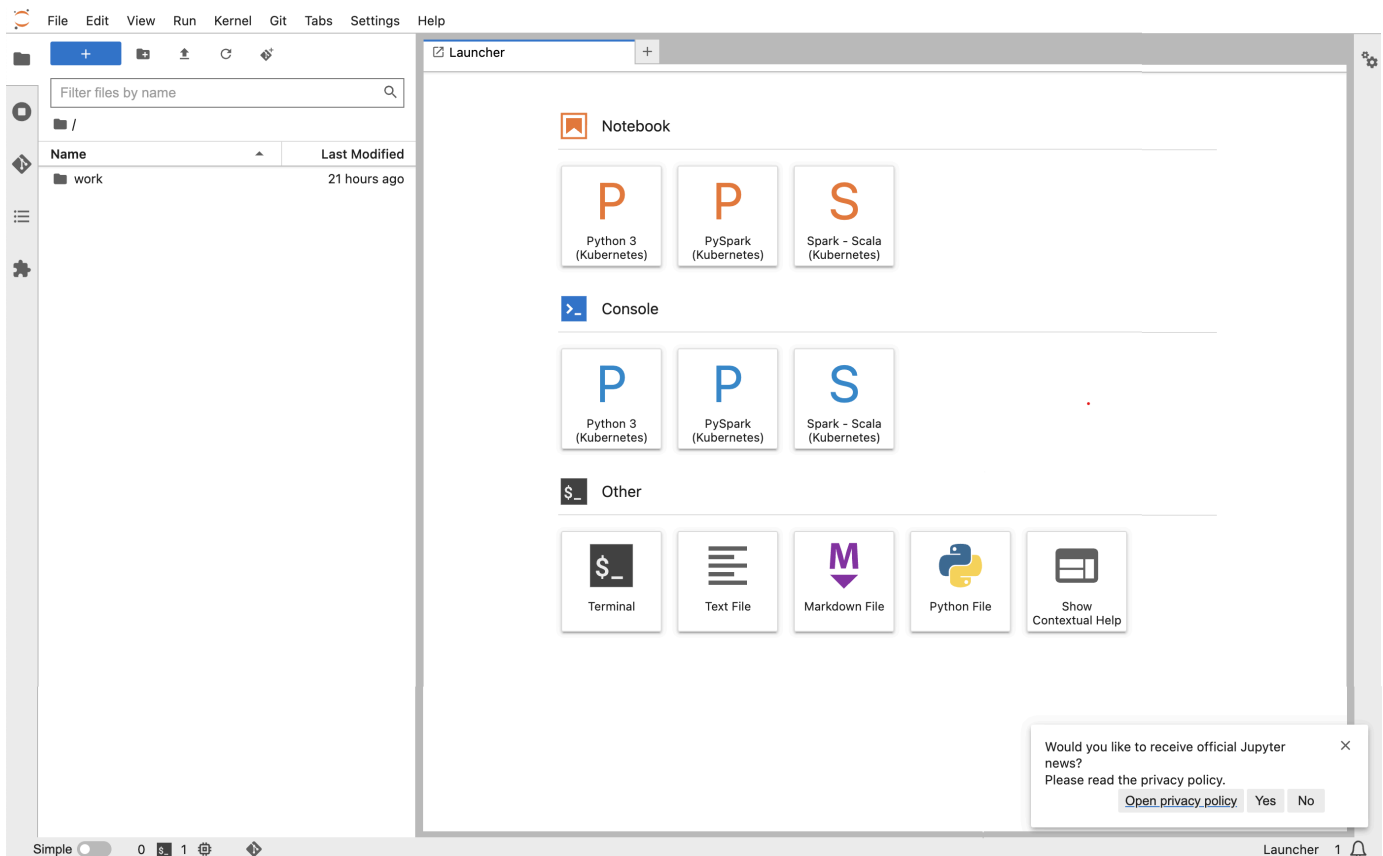 File Edit View Run Kernel Git Tabs Settings Help
+
Filter files by name
/
Name Last Modified
work 21 hours ago
Launcher +
Notebook
P P S
Python 3 (Kubernetes)
PySpark (Kubernetes)
Spark - Scala (Kubernetes)
>_ Console
P P S
Python 3 (Kubernetes)
PySpark (Kubernetes)
Spark - Scala (Kubernetes)
$_ Other
$_ M
Terminal
Text File
Markdown File
Python File
Show Contextual Help
Would you like to receive official Jupyter
news?
Please read the privacy policy.
Open privacy policy Yes No
Simple 0 $_ 1 Launcher 1